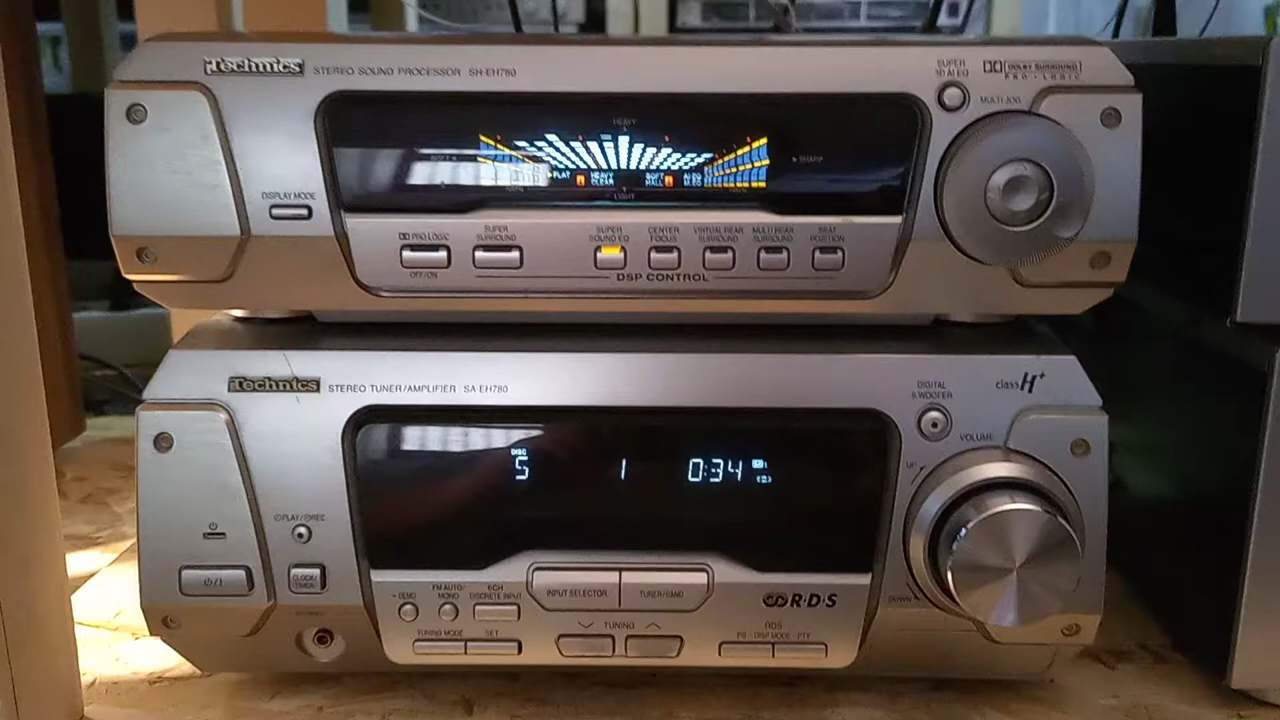 Technics STEREO SOUND PROCESSOR SH-EH760
SUPER
3D AI EQ
DOLBY SURROUND
PRO · LOGIC
MULTI JOG
HEAVY
SHARP
FLAT
HEAVY
CLEAR
SOFT
HALL
LIGHT
DISPLAY MODE
PRO LOGIC
OFF/ON
SUPER
SURROUND
SUPER
SOUND EQ
CENTER
FOCUS
VIRTUAL REAR
SURROUND
MULTI REAR
SURROUND
SEAT
POSITION
DSP CONTROL
Technics STEREO TUNER/AMPLIFIER SA-EH760
DIGITAL
S.WOOFER
class H+
VOLUME
UP
DOWN
DISC
5 1 0:34
PLAY/REC
CLOCK/
TIMER
– DEMO
FM AUTO/
MONO
6CH
DISCRETE INPUT
INPUT SELECTOR
TUNER/BAND
TUNING MODE
SET
TUNING
R·D·S
RDS
PS - DISP MODE - PTY